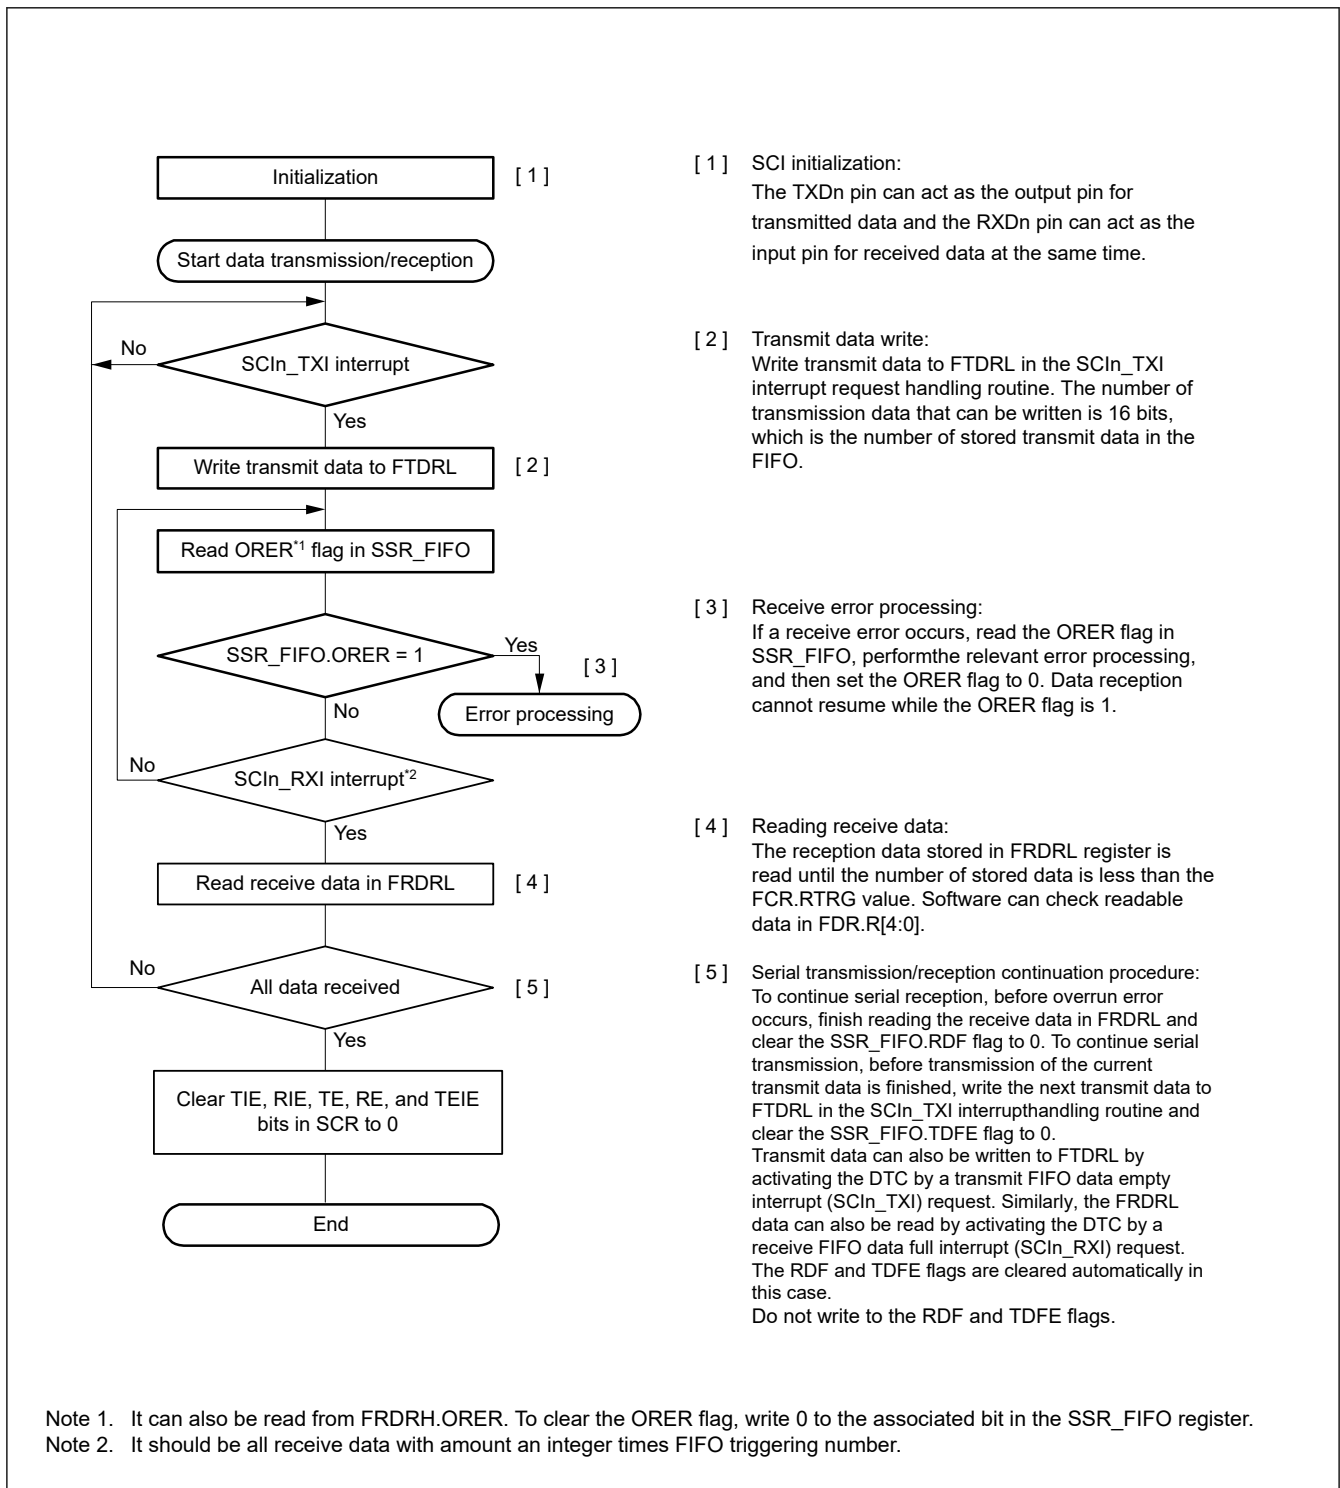 Initialization
[ 1 ]
Start data transmission/reception
No
SCIn_TXI interrupt
Yes
Write transmit data to FTDRL
[ 2 ]
Read ORER*1 flag in SSR_FIFO
SSR_FIFO.ORER = 1
Yes
[ 3 ]
No
Error processing
No
SCIn_RXI interrupt*2
Yes
Read receive data in FRDRL
[ 4 ]
No
All data received
[ 5 ]
Yes
Clear TIE, RIE, TE, RE, and TEIE
bits in SCR to 0
End
[ 1 ] SCI initialization:
The TXDn pin can act as the output pin for
transmitted data and the RXDn pin can act as the
input pin for received data at the same time.
[ 2 ] Transmit data write:
Write transmit data to FTDRL in the SCIn_TXI
interrupt request handling routine. The number of
transmission data that can be written is 16 bits,
which is the number of stored transmit data in the
FIFO.
[ 3 ] Receive error processing:
If a receive error occurs, read the ORER flag in
SSR_FIFO, performthe relevant error processing,
and then set the ORER flag to 0. Data reception
cannot resume while the ORER flag is 1.
[ 4 ] Reading receive data:
The reception data stored in FRDRL register is
read until the number of stored data is less than the
FCR.RTRG value. Software can check readable
data in FDR.R[4:0].
[ 5 ] Serial transmission/reception continuation procedure:
To continue serial reception, before overrun error
occurs, finish reading the receive data in FRDRL and
clear the SSR_FIFO.RDF flag to 0. To continue serial
transmission, before transmission of the current
transmit data is finished, write the next transmit data to
FTDRL in the SCIn_TXI interrupthandling routine and
clear the SSR_FIFO.TDFE flag to 0.
Transmit data can also be written to FTDRL by
activating the DTC by a transmit FIFO data empty
interrupt (SCIn_TXI) request. Similarly, the FRDRL
data can also be read by activating the DTC by a
receive FIFO data full interrupt (SCIn_RXI) request.
The RDF and TDFE flags are cleared automatically in
this case.
Do not write to the RDF and TDFE flags.
Note 1. It can also be read from FRDRH.ORER. To clear the ORER flag, write 0 to the associated bit in the SSR_FIFO register.
Note 2. It should be all receive data with amount an integer times FIFO triggering number.